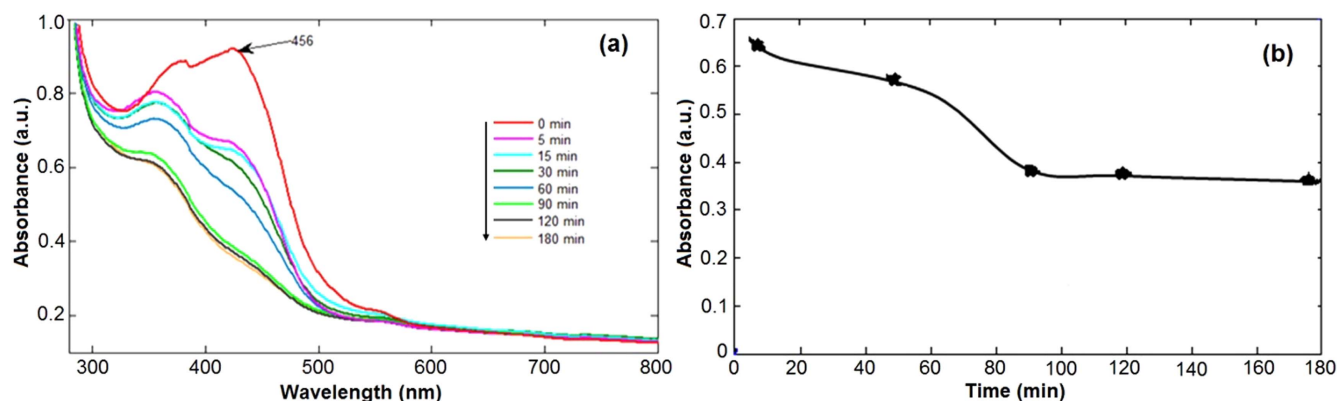 1.0
0.8
0.6
0.4
0.2
Absorbance (a.u.)
300 400 500 600 700 800
Wavelength (nm)
(a)
456
0 min
5 min
15 min
30 min
60 min
90 min
120 min
180 min
0.7
0.6
0.5
0.4
0.3
0.2
0.1
0
Absorbance (a.u.)
0 20 40 60 80 100 120 140 160 180
Time (min)
(b)